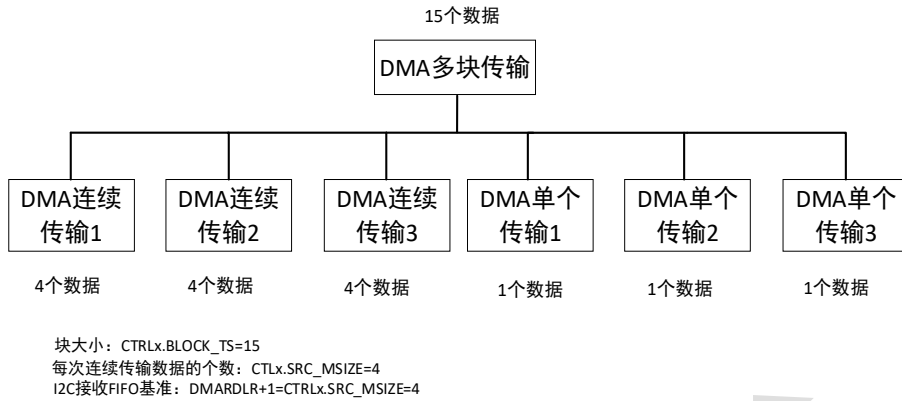 15个数据
DMA多块传输
DMA连续
传输1
DMA连续
传输2
DMA连续
传输3
DMA单个
传输1
DMA单个
传输2
DMA单个
传输3
4个数据
4个数据
4个数据
1个数据
1个数据
1个数据
块大小：CTRLx.BLOCK_TS=15
每次连续传输数据的个数：CTLx.SRC_MSIZE=4
I2C接收FIFO基准：DMARDLR+1=CTRLx.SRC_MSIZE=4